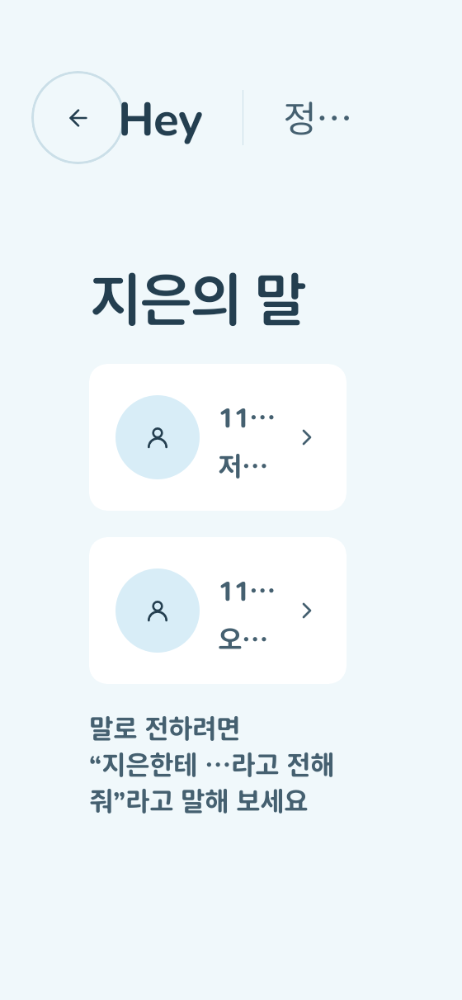 Hey
정…
지은의 말
11…
저…
11…
오…
말로 전하려면
“지은한테 …라고 전해
줘”라고 말해 보세요